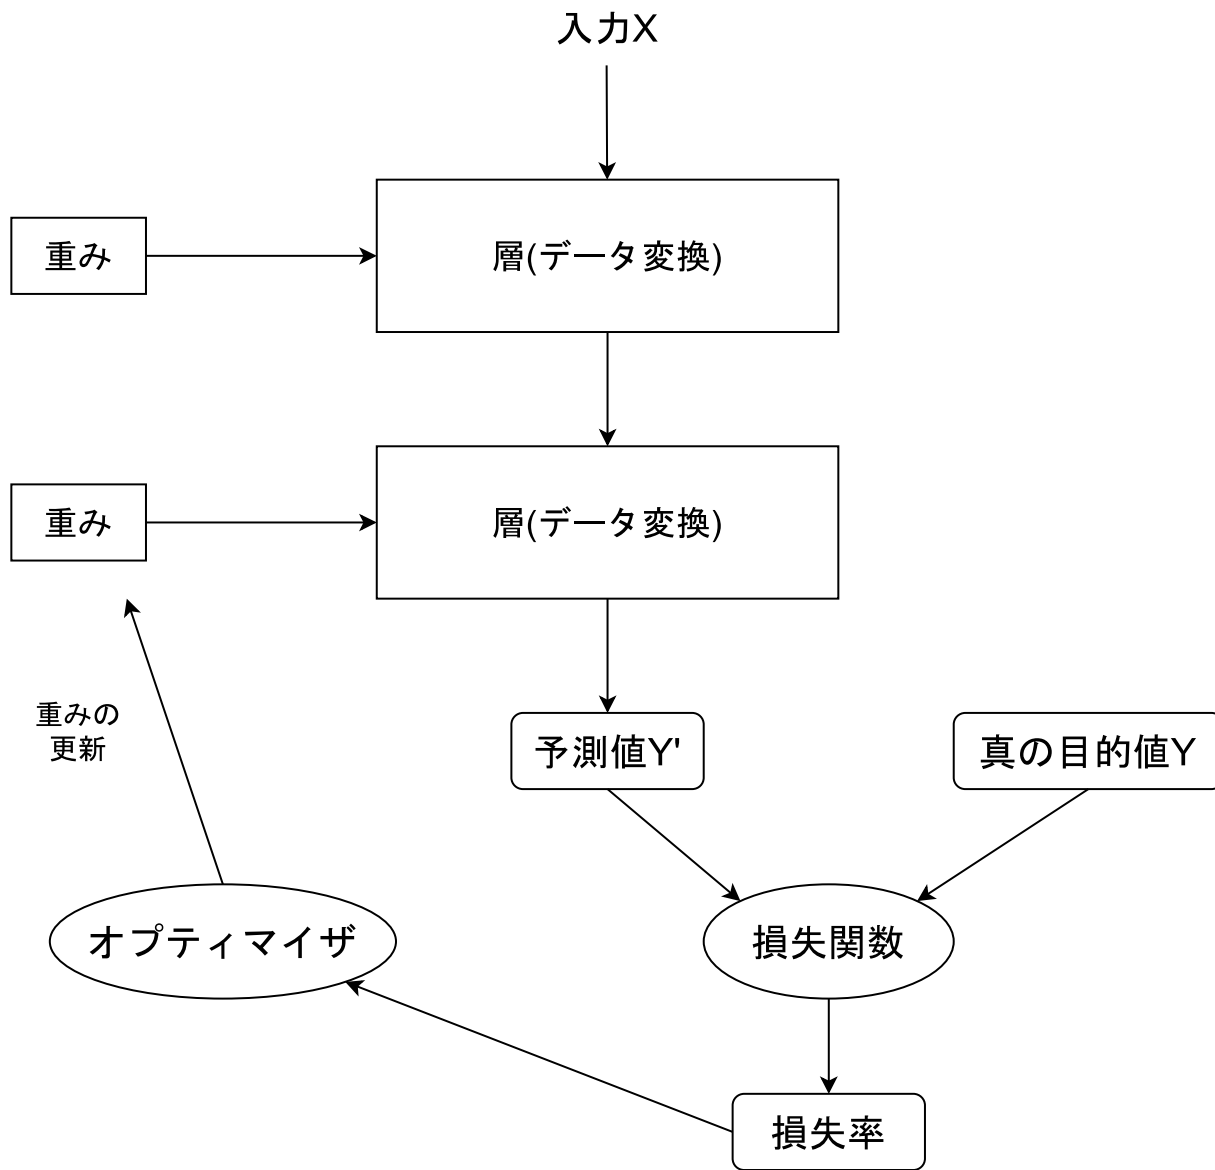 入力X
重み
層(データ変換)
重み
層(データ変換)
重みの
更新
予測値Y'
真の目的値Y
オプティマイザ
損失関数
損失率